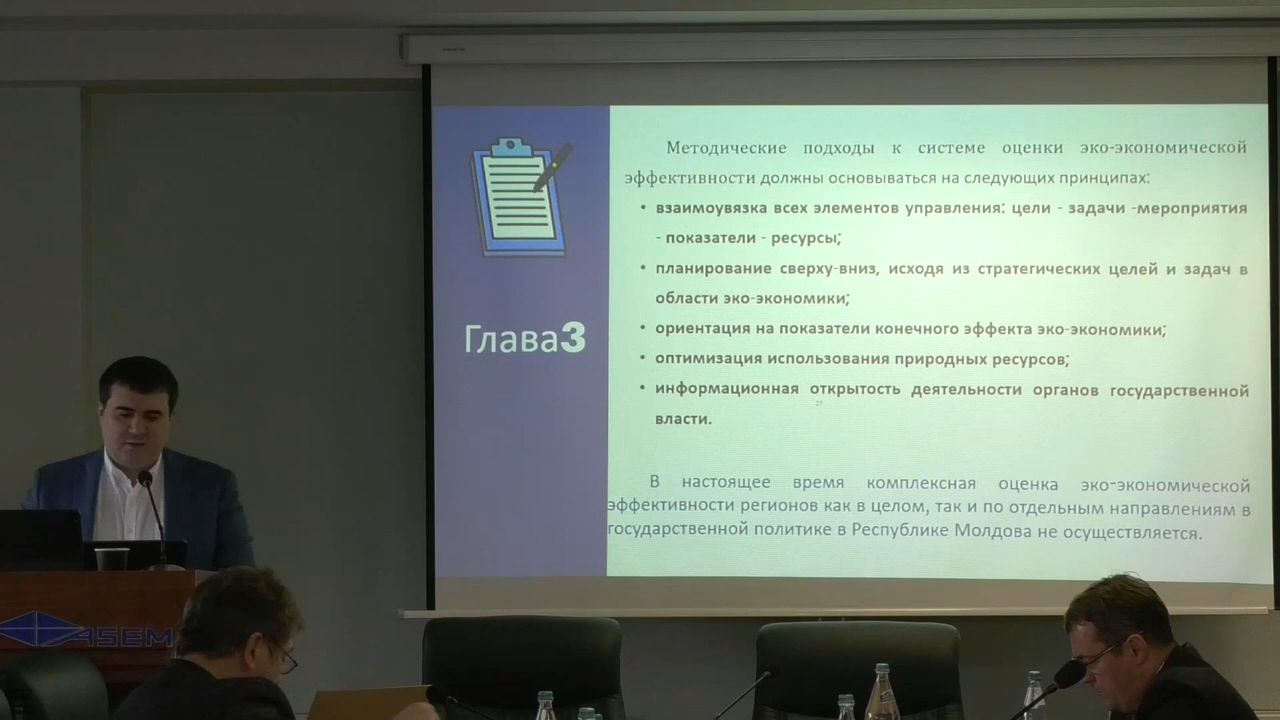 Методические подходы к системе оценки эко-экономической
эффективности должны основываться на следующих принципах:
• взаимоувязка всех элементов управления: цели - задачи -мероприятия
- показатели - ресурсы;
• планирование сверху-вниз, исходя из стратегических целей и задач в
области эко-экономики;
• ориентация на показатели конечного эффекта эко-экономики;
• оптимизация использования природных ресурсов;
• информационная открытость деятельности органов государственной
власти.
27
В настоящее время комплексная оценка эко-экономической
эффективности регионов как в целом, так и по отдельным направлениям в
государственной политике в Республике Молдова не осуществляется.
Глава3
ASEM